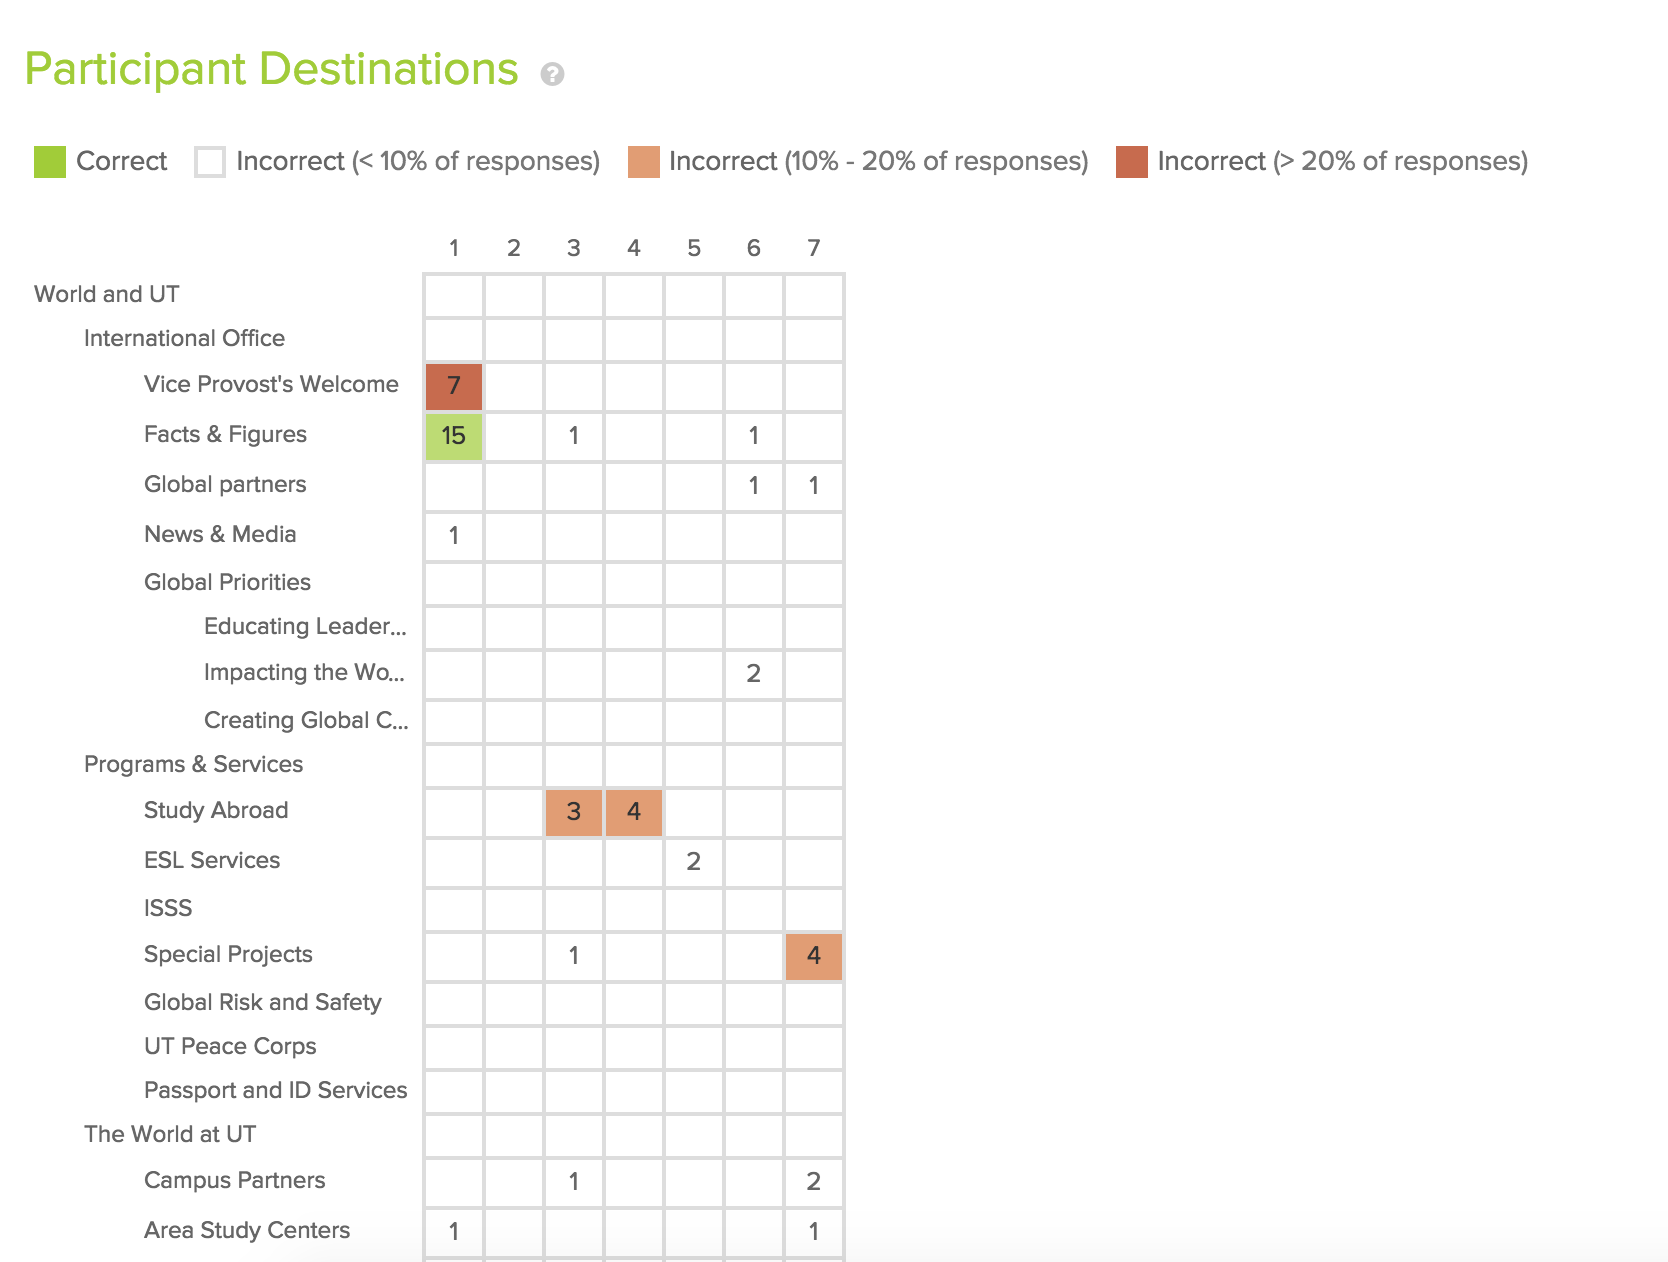 Participant Destinations ?
Correct Incorrect (< 10% of responses) Incorrect (10% - 20% of responses) Incorrect (> 20% of responses)
1 2 3 4 5 6 7
World and UT
International Office
Vice Provost's Welcome 7
Facts & Figures 15 1 1
Global partners 1 1
News & Media 1
Global Priorities
Educating Leader...
Impacting the Wo... 2
Creating Global C...
Programs & Services
Study Abroad 3 4
ESL Services 2
ISSS
Special Projects 1 4
Global Risk and Safety
UT Peace Corps
Passport and ID Services
The World at UT
Campus Partners 1 2
Area Study Centers 1 1